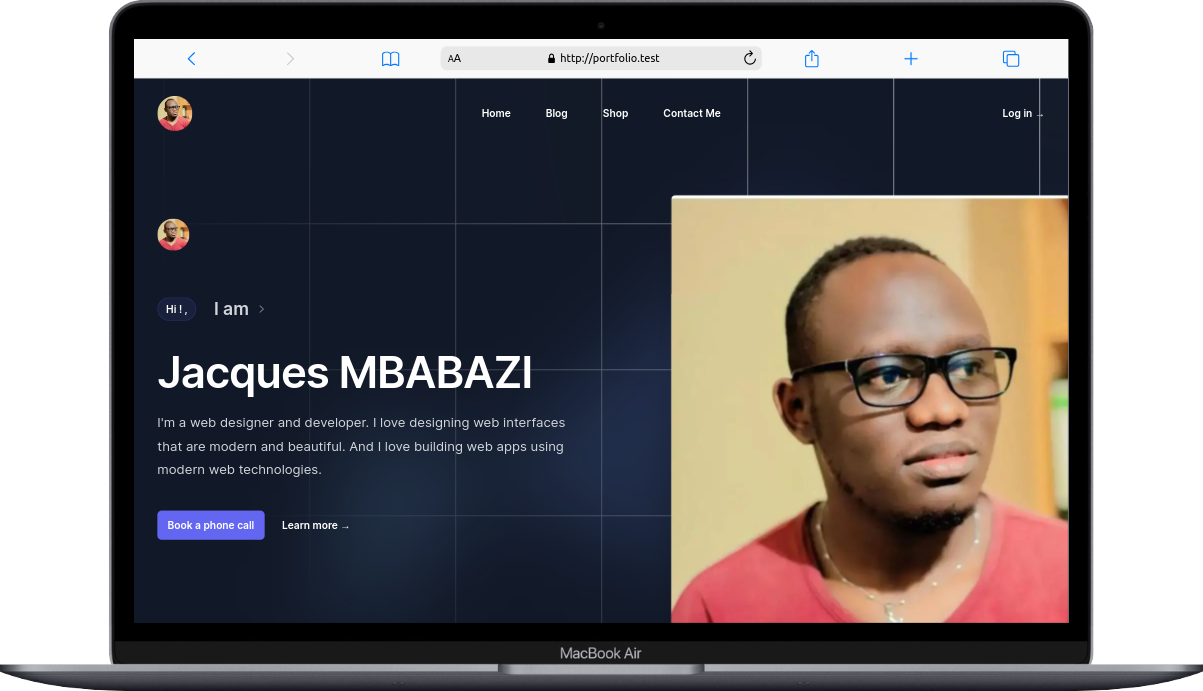 AA http://portfolio.test
Home Blog Shop Contact Me Log in →
Hi ! , I am >
Jacques MBABAZI
I'm a web designer and developer. I love designing web interfaces
that are modern and beautiful. And I love building web apps using
modern web technologies.
Book a phone call Learn more →
MacBook Air